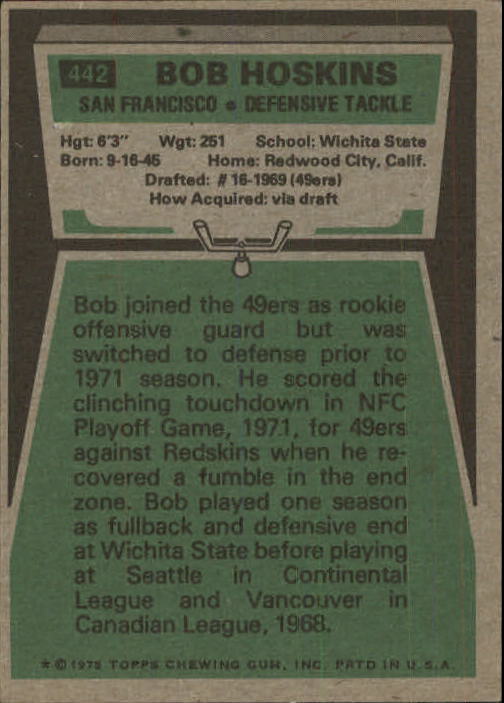 442 BOB HOSKINS
SAN FRANCISCO • DEFENSIVE TACKLE
Hgt: 6'3" Wgt: 251 School: Wichita State
Born: 9-16-45 Home: Redwood City, Calif.
Drafted: #16-1969 (49ers)
How Acquired: via draft
Bob joined the 49ers as rookie
offensive guard but was
switched to defense prior to
1971 season. He scored the
clinching touchdown in NFC
Playoff Game, 1971, for 49ers
against Redskins when he re-
covered a fumble in the end
zone. Bob played one season
as fullback and defensive end
at Wichita State before playing
at Seattle in Continental
League and Vancouver in
Canadian League, 1968.
★ © 1975 TOPPS CHEWING GUM, INC. PRTD IN U.S.A.